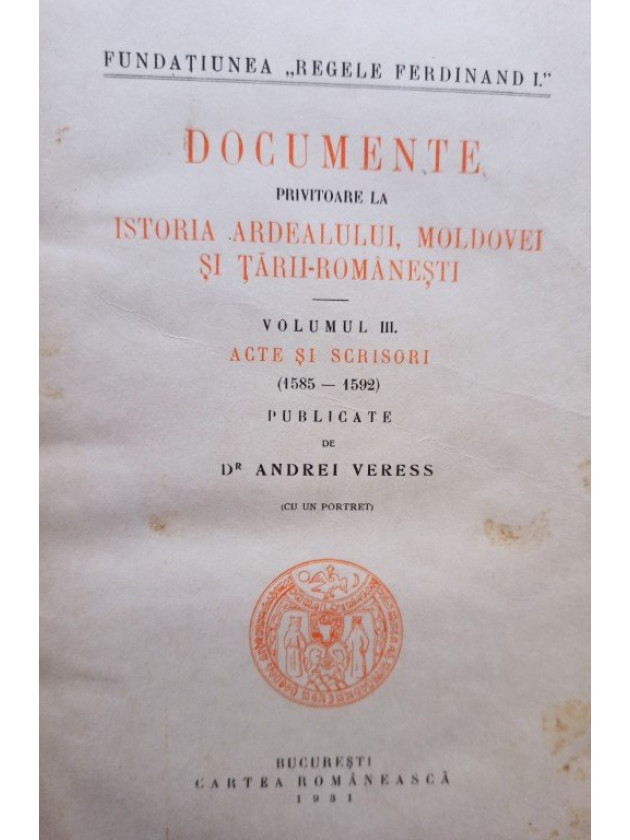 FUNDAȚIUNEA „REGELE FERDINAND I.”
DOCUMENTE
PRIVITOARE LA
ISTORIA ARDEALULUI, MOLDOVEI
ȘI ȚĂRII-ROMÂNEȘTI
VOLUMUL III.
ACTE ȘI SCRISORI
(1585 — 1592)
PUBLICATE
DE
DR ANDREI VERESS
(CU UN PORTRET)
BUCUREȘTI
CARTEA ROMÂNEASCĂ
1931